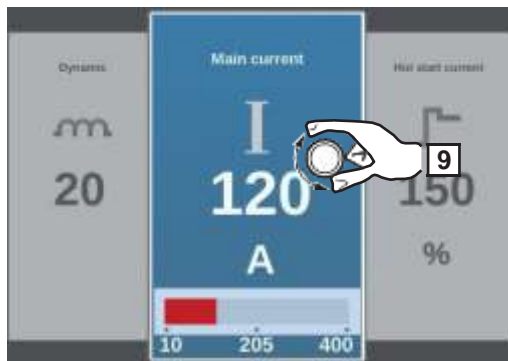 Dynamic
20
Main current
I
120
A
10 205 400
Hot start current
150
%
9